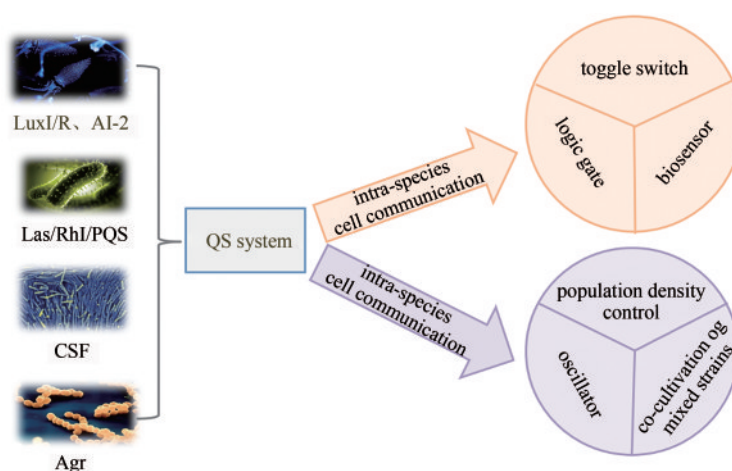 LuxI/R、AI-2
Las/RhI/PQS
CSF
Agr
QS system
intra-species
cell communication
intra-species
cell communication
toggle switch
logic gate
biosensor
population density
control
oscillator
co-cultivation og
mixed strains